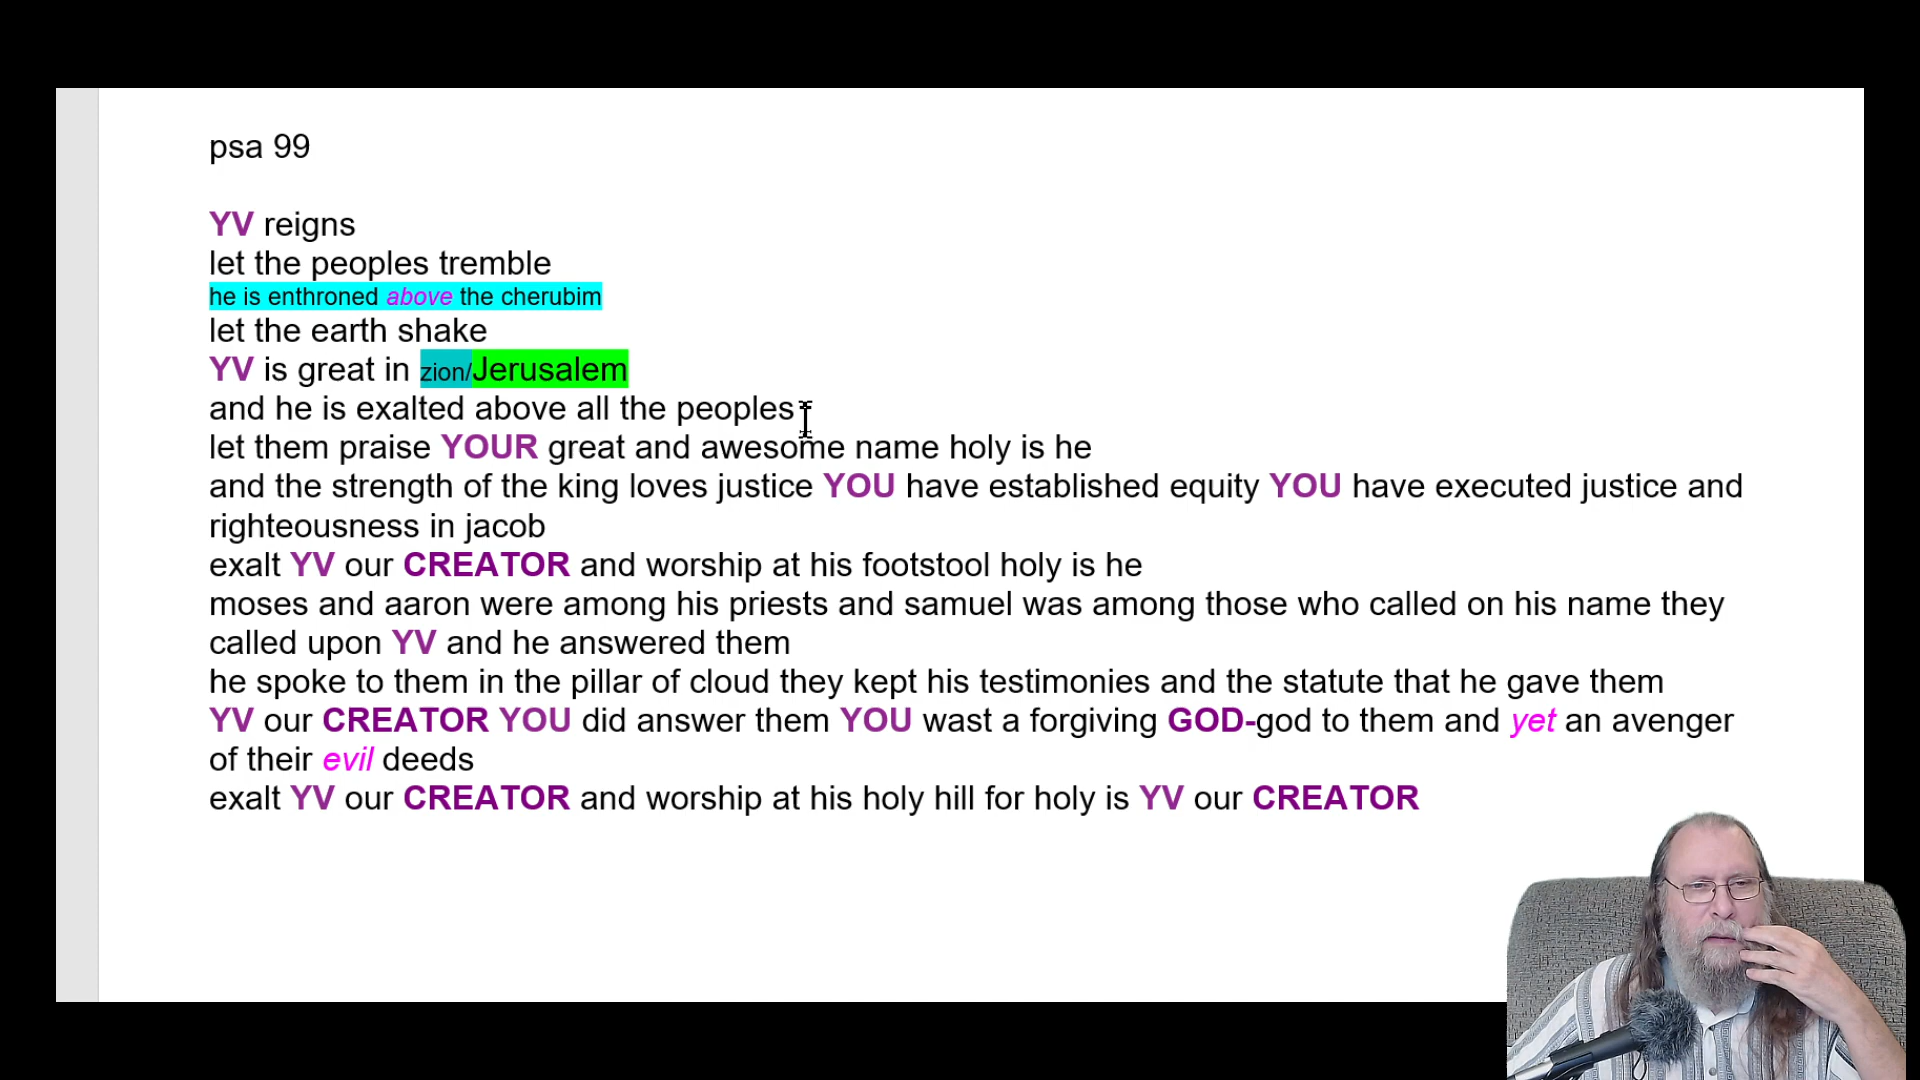 psa 99
YV reigns
let the peoples tremble
he is enthroned above the cherubim
let the earth shake
YV is great in zion/Jerusalem
and he is exalted above all the peoples
let them praise YOUR great and awesome name holy is he
and the strength of the king loves justice YOU have established equity YOU have executed justice and
righteousness in jacob
exalt YV our CREATOR and worship at his footstool holy is he
moses and aaron were among his priests and samuel was among those who called on his name they
called upon YV and he answered them
he spoke to them in the pillar of cloud they kept his testimonies and the statute that he gave them
YV our CREATOR YOU did answer them YOU wast a forgiving GOD-god to them and yet an avenger
of their evil deeds
exalt YV our CREATOR and worship at his holy hill for holy is YV our CREATOR